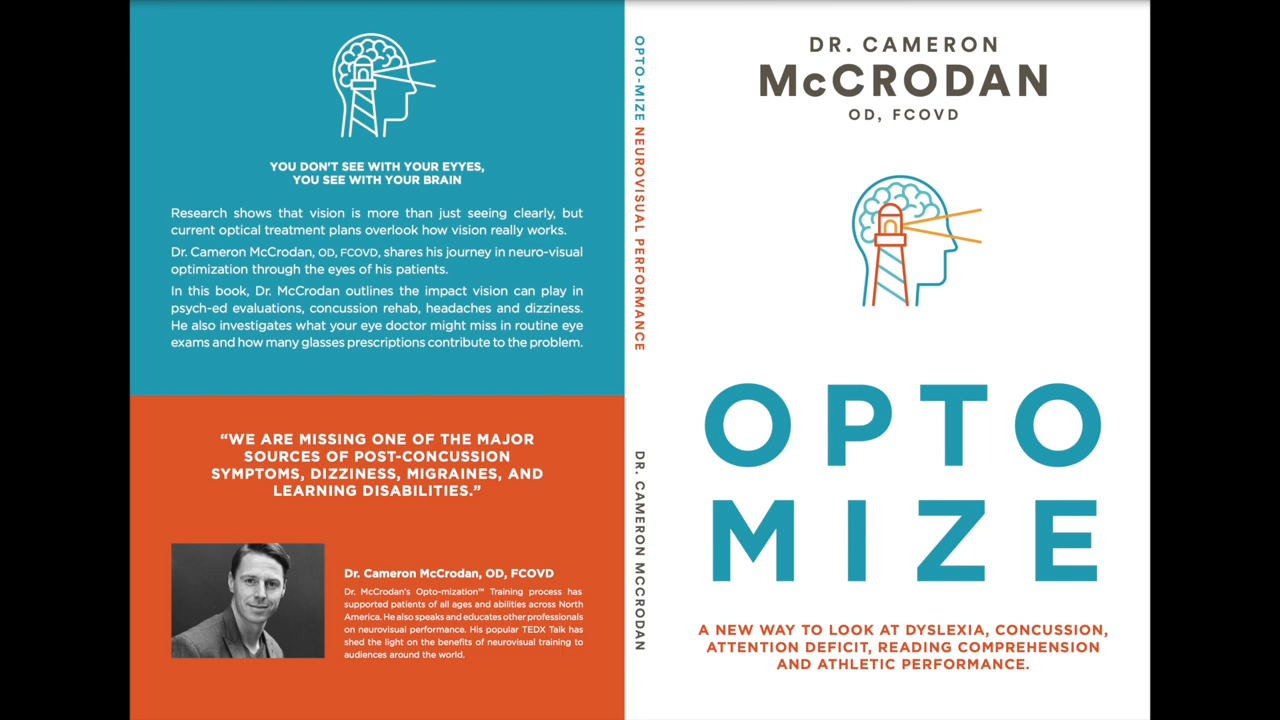 YOU DON'T SEE WITH YOUR EYYES,
YOU SEE WITH YOUR BRAIN
Research shows that vision is more than just seeing clearly, but
current optical treatment plans overlook how vision really works.
Dr. Cameron McCrodan, OD, FCOVD, shares his journey in neuro-visual
optimization through the eyes of his patients.
In this book, Dr. McCrodan outlines the impact vision can play in
psych-ed evaluations, concussion rehab, headaches and dizziness.
He also investigates what your eye doctor might miss in routine eye
exams and how many glasses prescriptions contribute to the problem.
“WE ARE MISSING ONE OF THE MAJOR
SOURCES OF POST-CONCUSSION
SYMPTOMS, DIZZINESS, MIGRAINES, AND
LEARNING DISABILITIES.”
Dr. Cameron McCrodan, OD, FCOVD
Dr. McCrodan's Opto-mization™ Training process has
supported patients of all ages and abilities across North
America. He also speaks and educates other professionals
on neurovisual performance. His popular TEDX Talk has
shed the light on the benefits of neurovisual training to
audiences around the world.
OPTO-MIZE NEUROVISUAL PERFORMANCE
DR. CAMERON MCCRODAN
DR. CAMERON
McCRODAN
OD, FCOVD
OPTO
MIZE
A NEW WAY TO LOOK AT DYSLEXIA, CONCUSSION,
ATTENTION DEFICIT, READING COMPREHENSION
AND ATHLETIC PERFORMANCE.